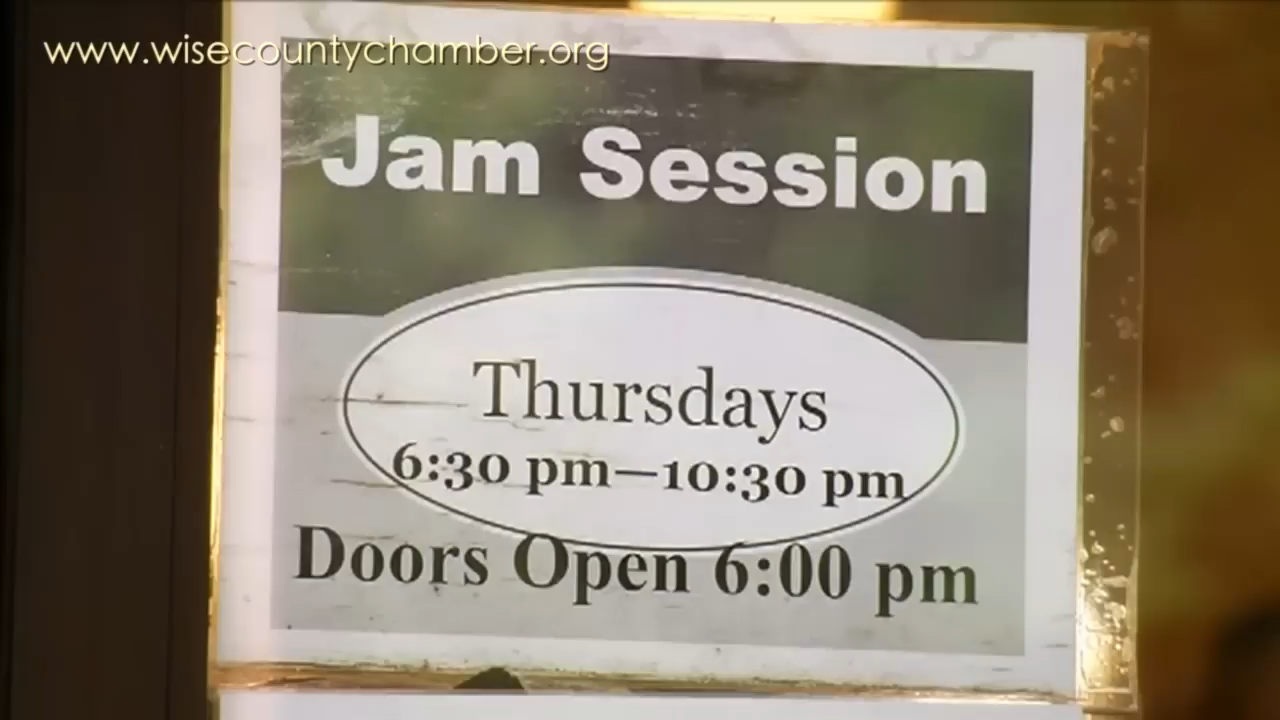 www.wisecountychamber.org
Jam Session
Thursdays
6:30 pm—10:30 pm
Doors Open 6:00 pm